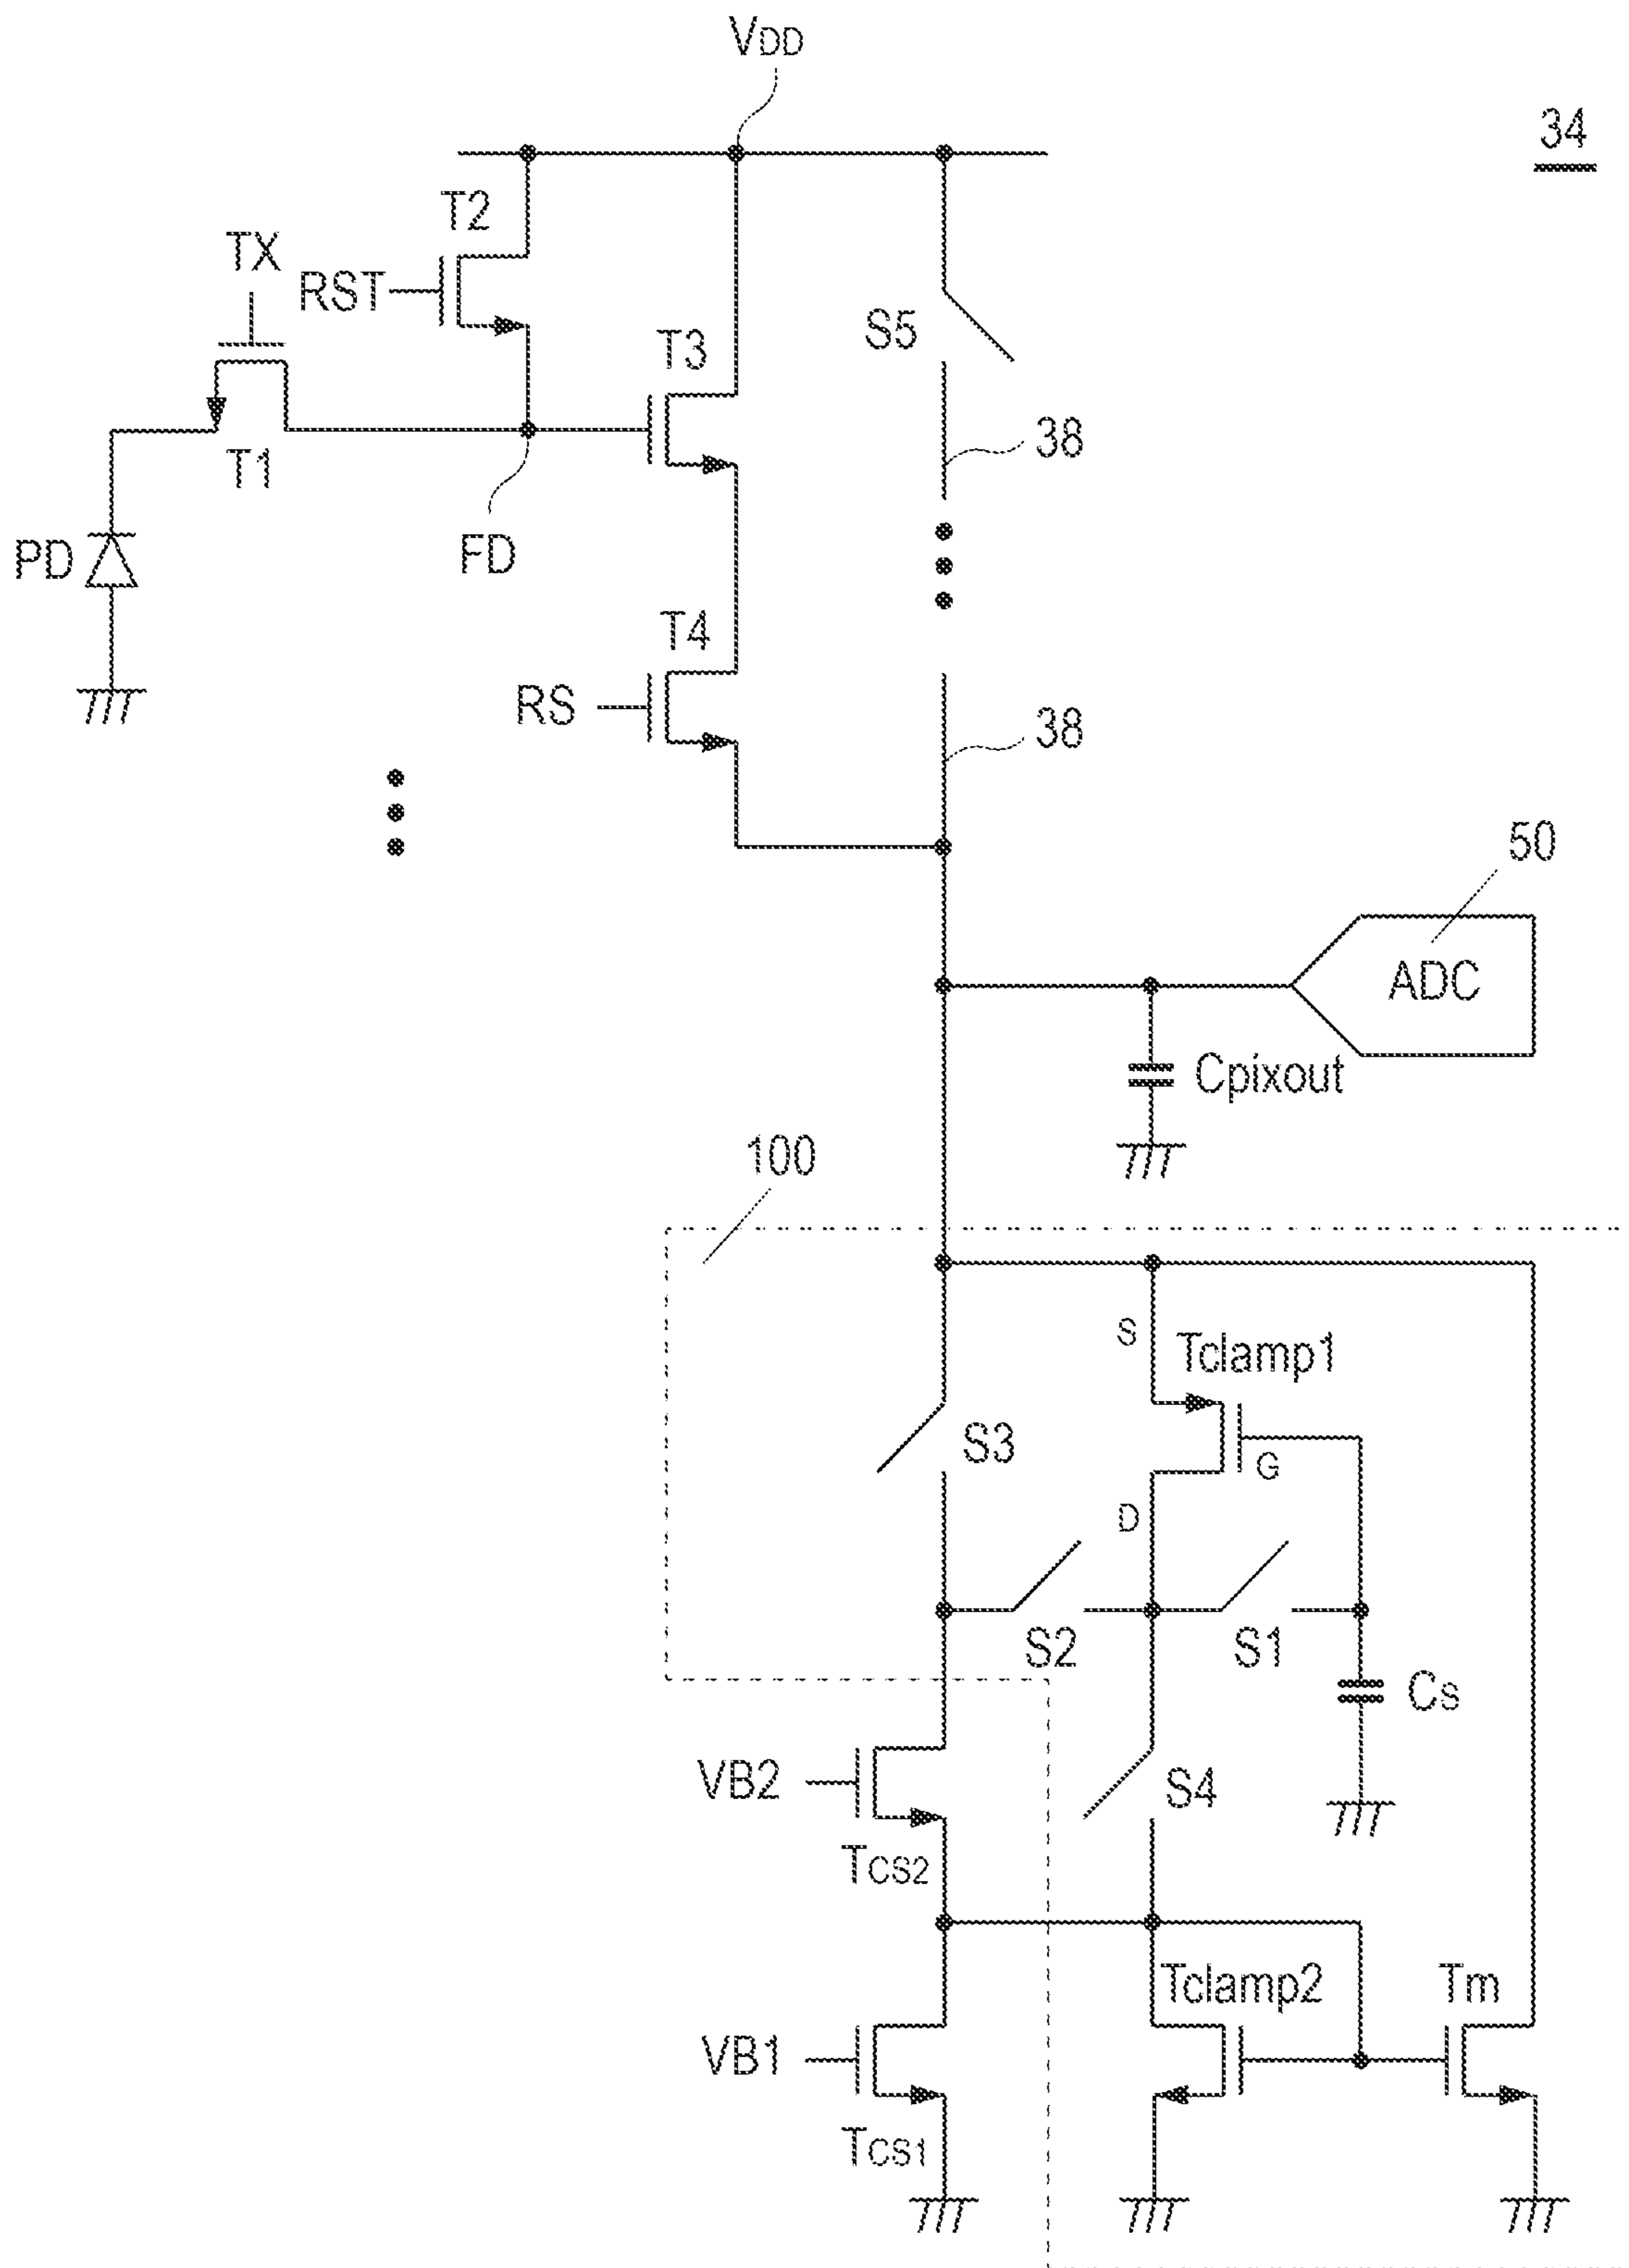 VDD
34
T2
TX
RST
T3
S5
T1
38
PD
FD
T4
RS
38
50
ADC
Cpixout
100
S
Tclamp1
S3
G
D
S2
S1
Cs
VB2
S4
TCS2
Tclamp2
Tm
VB1
TCS1